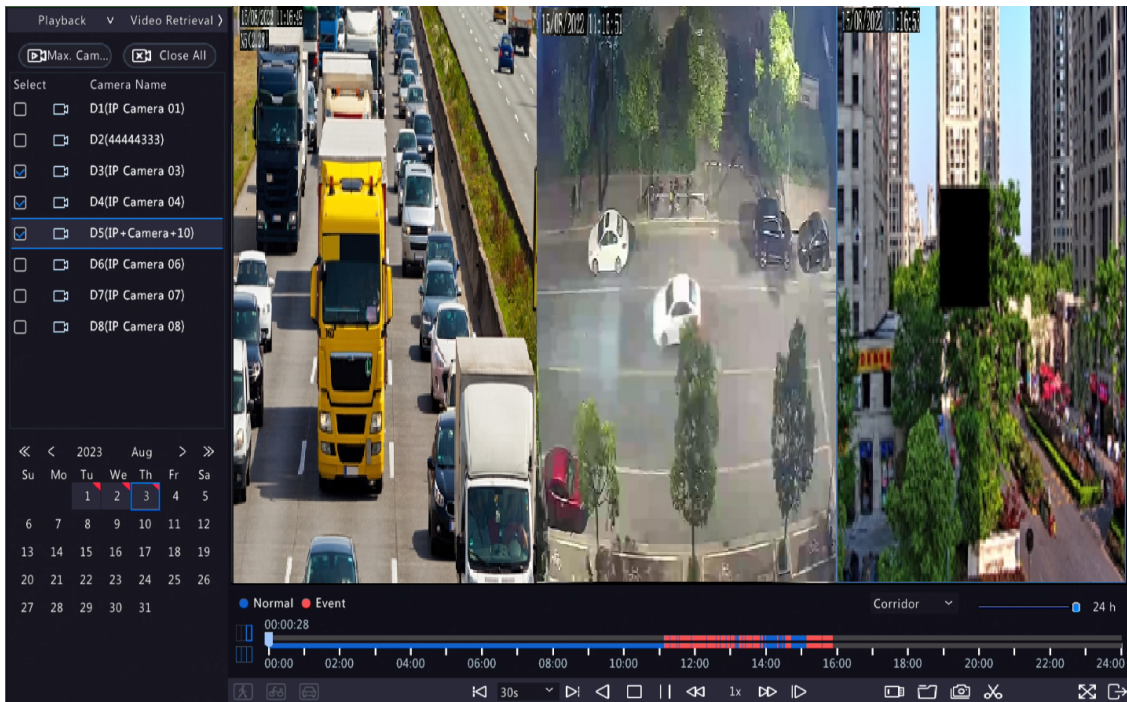 Playback Video Retrieval
Max. Cam... Close All
Select Camera Name
D1(IP Camera 01)
D2(44444333)
D3(IP Camera 03)
D4(IP Camera 04)
D5(IP+Camera+10)
D6(IP Camera 06)
D7(IP Camera 07)
D8(IP Camera 08)
2023 Aug
Su Mo Tu We Th Fr Sa
1 2 3 4 5
6 7 8 9 10 11 12
13 14 15 16 17 18 19
20 21 22 23 24 25 26
27 28 29 30 31
15/08/2022 11:16:51
Normal Event
Corridor 24 h
00:00:28
00:00 02:00 04:00 06:00 08:00 10:00 12:00 14:00 16:00 18:00 20:00 22:00 24:00
30s 1x